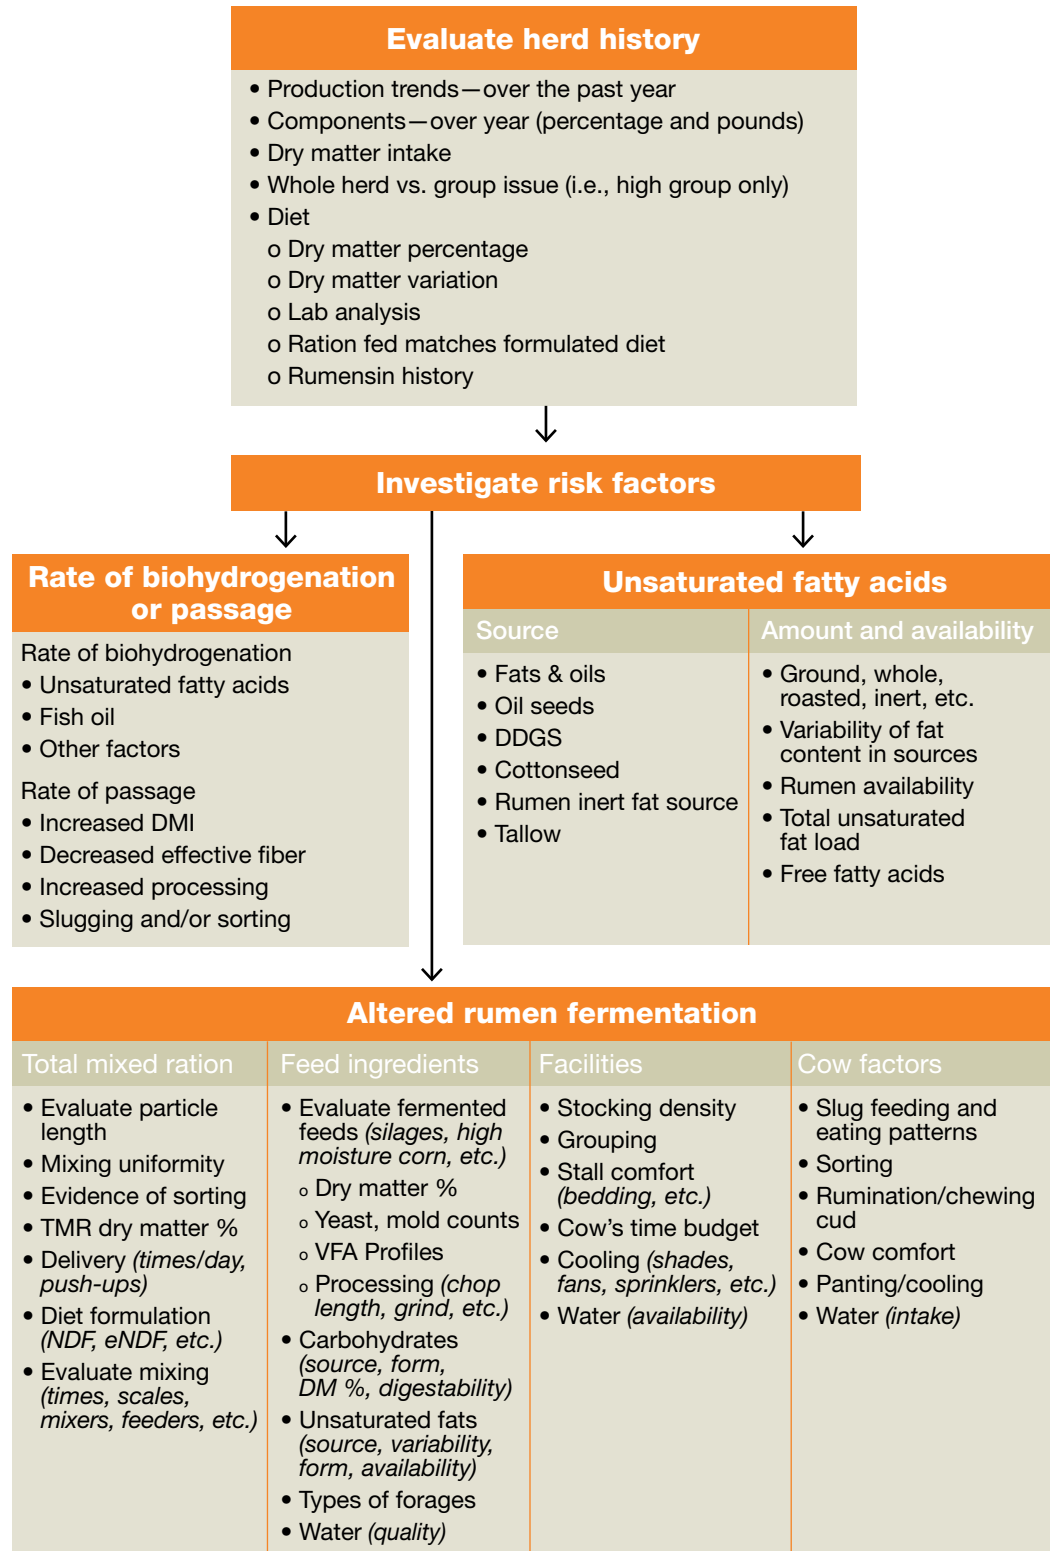 Evaluate herd history
• Production trends—over the past year
• Components—over year (percentage and pounds)
• Dry matter intake
• Whole herd vs. group issue (i.e., high group only)
• Diet
o Dry matter percentage
o Dry matter variation
o Lab analysis
o Ration fed matches formulated diet
o Rumensin history
Investigate risk factors
Rate of biohydrogenation
or passage
Rate of biohydrogenation
• Unsaturated fatty acids
• Fish oil
• Other factors
Rate of passage
• Increased DMI
• Decreased effective fiber
• Increased processing
• Slugging and/or sorting
Unsaturated fatty acids
Source
• Fats & oils
• Oil seeds
• DDGS
• Cottonseed
• Rumen inert fat source
• Tallow
Amount and availability
• Ground, whole,
roasted, inert, etc.
• Variability of fat
content in sources
• Rumen availability
• Total unsaturated
fat load
• Free fatty acids
Altered rumen fermentation
Total mixed ration
• Evaluate particle
length
• Mixing uniformity
• Evidence of sorting
• TMR dry matter %
• Delivery (times/day,
push-ups)
• Diet formulation
(NDF, eNDF, etc.)
• Evaluate mixing
(times, scales,
mixers, feeders, etc.)
Feed ingredients
• Evaluate fermented
feeds (silages, high
moisture corn, etc.)
o Dry matter %
o Yeast, mold counts
o VFA Profiles
o Processing (chop
length, grind, etc.)
• Carbohydrates
(source, form,
DM %, digestability)
• Unsaturated fats
(source, variability,
form, availability)
• Types of forages
• Water (quality)
Facilities
• Stocking density
• Grouping
• Stall comfort
(bedding, etc.)
• Cow's time budget
• Cooling (shades,
fans, sprinklers, etc.)
• Water (availability)
Cow factors
• Slug feeding and
eating patterns
• Sorting
• Rumination/chewing
cud
• Cow comfort
• Panting/cooling
• Water (intake)